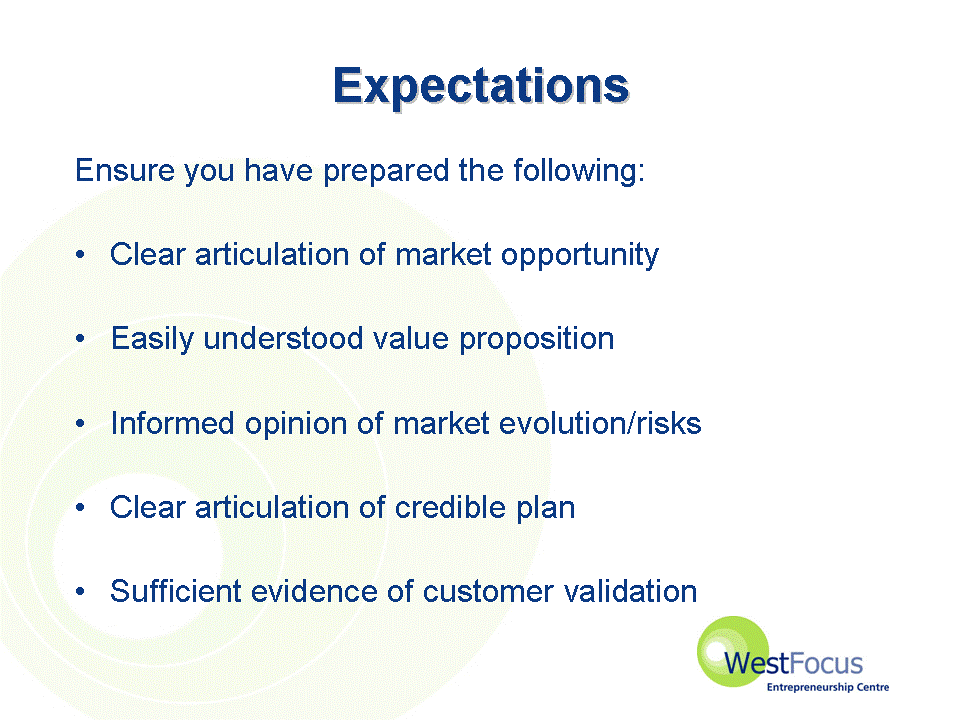 Expectations
Ensure you have prepared the following:
• Clear articulation of market opportunity
• Easily understood value proposition
• Informed opinion of market evolution/risks
• Clear articulation of credible plan
• Sufficient evidence of customer validation
WestFocus
Entrepreneurship Centre